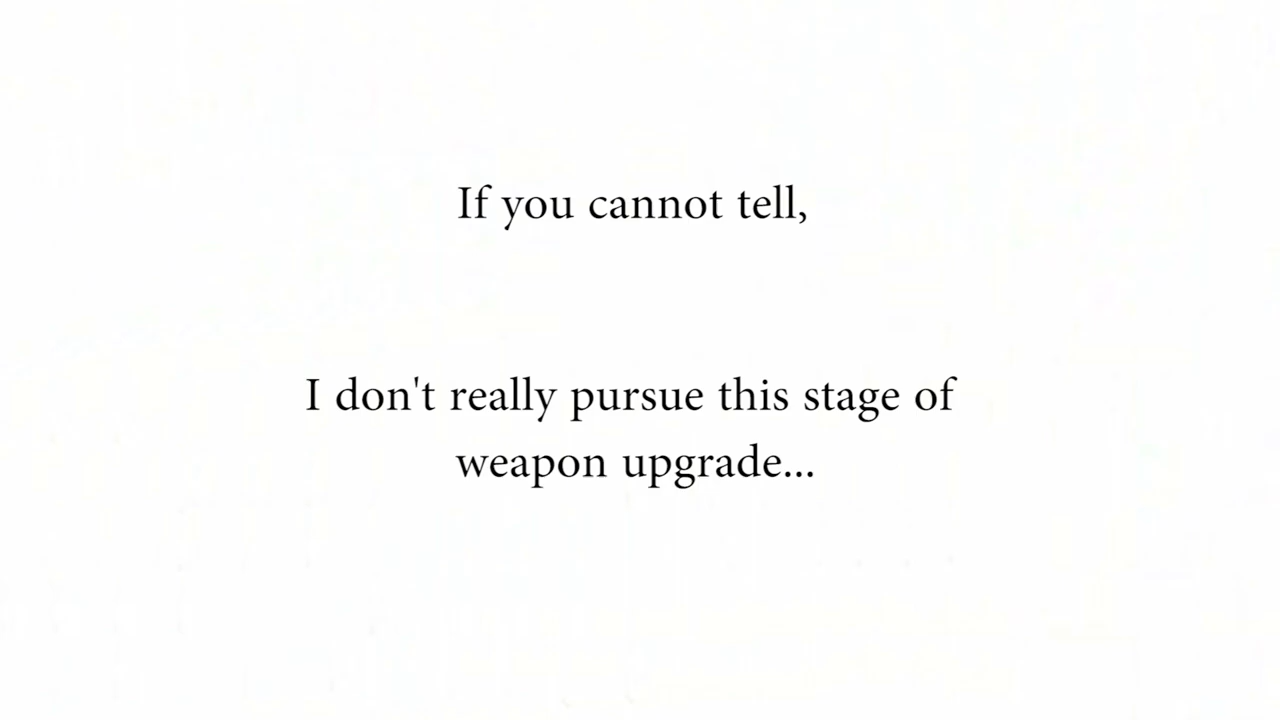 If you cannot tell,
I don't really pursue this stage of
weapon upgrade...